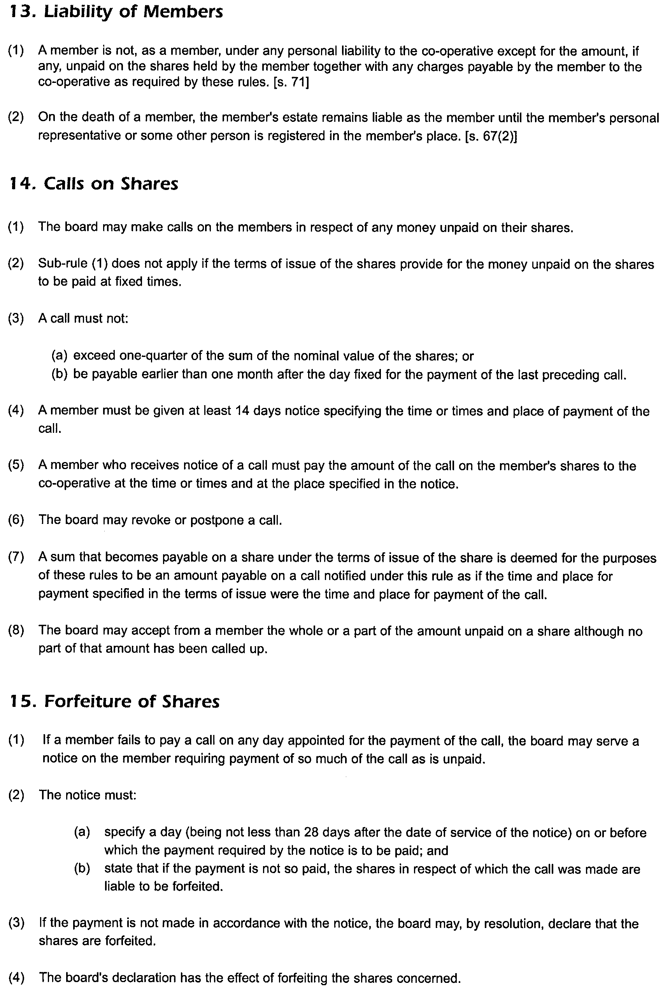 13. Liability of Members
(1) A member is not, as a member, under any personal liability to the co-operative except for the amount, if
any, unpaid on the shares held by the member together with any charges payable by the member to the
co-operative as required by these rules. [s. 71]
(2) On the death of a member, the member's estate remains liable as the member until the member's personal
representative or some other person is registered in the member's place. [s. 67(2)]
14. Calls on Shares
(1) The board may make calls on the members in respect of any money unpaid on their shares.
(2) Sub-rule (1) does not apply if the terms of issue of the shares provide for the money unpaid on the shares
to be paid at fixed times.
(3) A call must not:
(a) exceed one-quarter of the sum of the nominal value of the shares; or
(b) be payable earlier than one month after the day fixed for the payment of the last preceding call.
(4) A member must be given at least 14 days notice specifying the time or times and place of payment of the
call.
(5) A member who receives notice of a call must pay the amount of the call on the member's shares to the
co-operative at the time or times and at the place specified in the notice.
(6) The board may revoke or postpone a call.
(7) A sum that becomes payable on a share under the terms of issue of the share is deemed for the purposes
of these rules to be an amount payable on a call notified under this rule as if the time and place for
payment specified in the terms of issue were the time and place for payment of the call.
(8) The board may accept from a member the whole or a part of the amount unpaid on a share although no
part of that amount has been called up.
15. Forfeiture of Shares
(1) If a member fails to pay a call on any day appointed for the payment of the call, the board may serve a
notice on the member requiring payment of so much of the call as is unpaid.
(2) The notice must:
(a) specify a day (being not less than 28 days after the date of service of the notice) on or before
which the payment required by the notice is to be paid; and
(b) state that if the payment is not so paid, the shares in respect of which the call was made are
liable to be forfeited.
(3) If the payment is not made in accordance with the notice, the board may, by resolution, declare that the
shares are forfeited.
(4) The board's declaration has the effect of forfeiting the shares concerned.